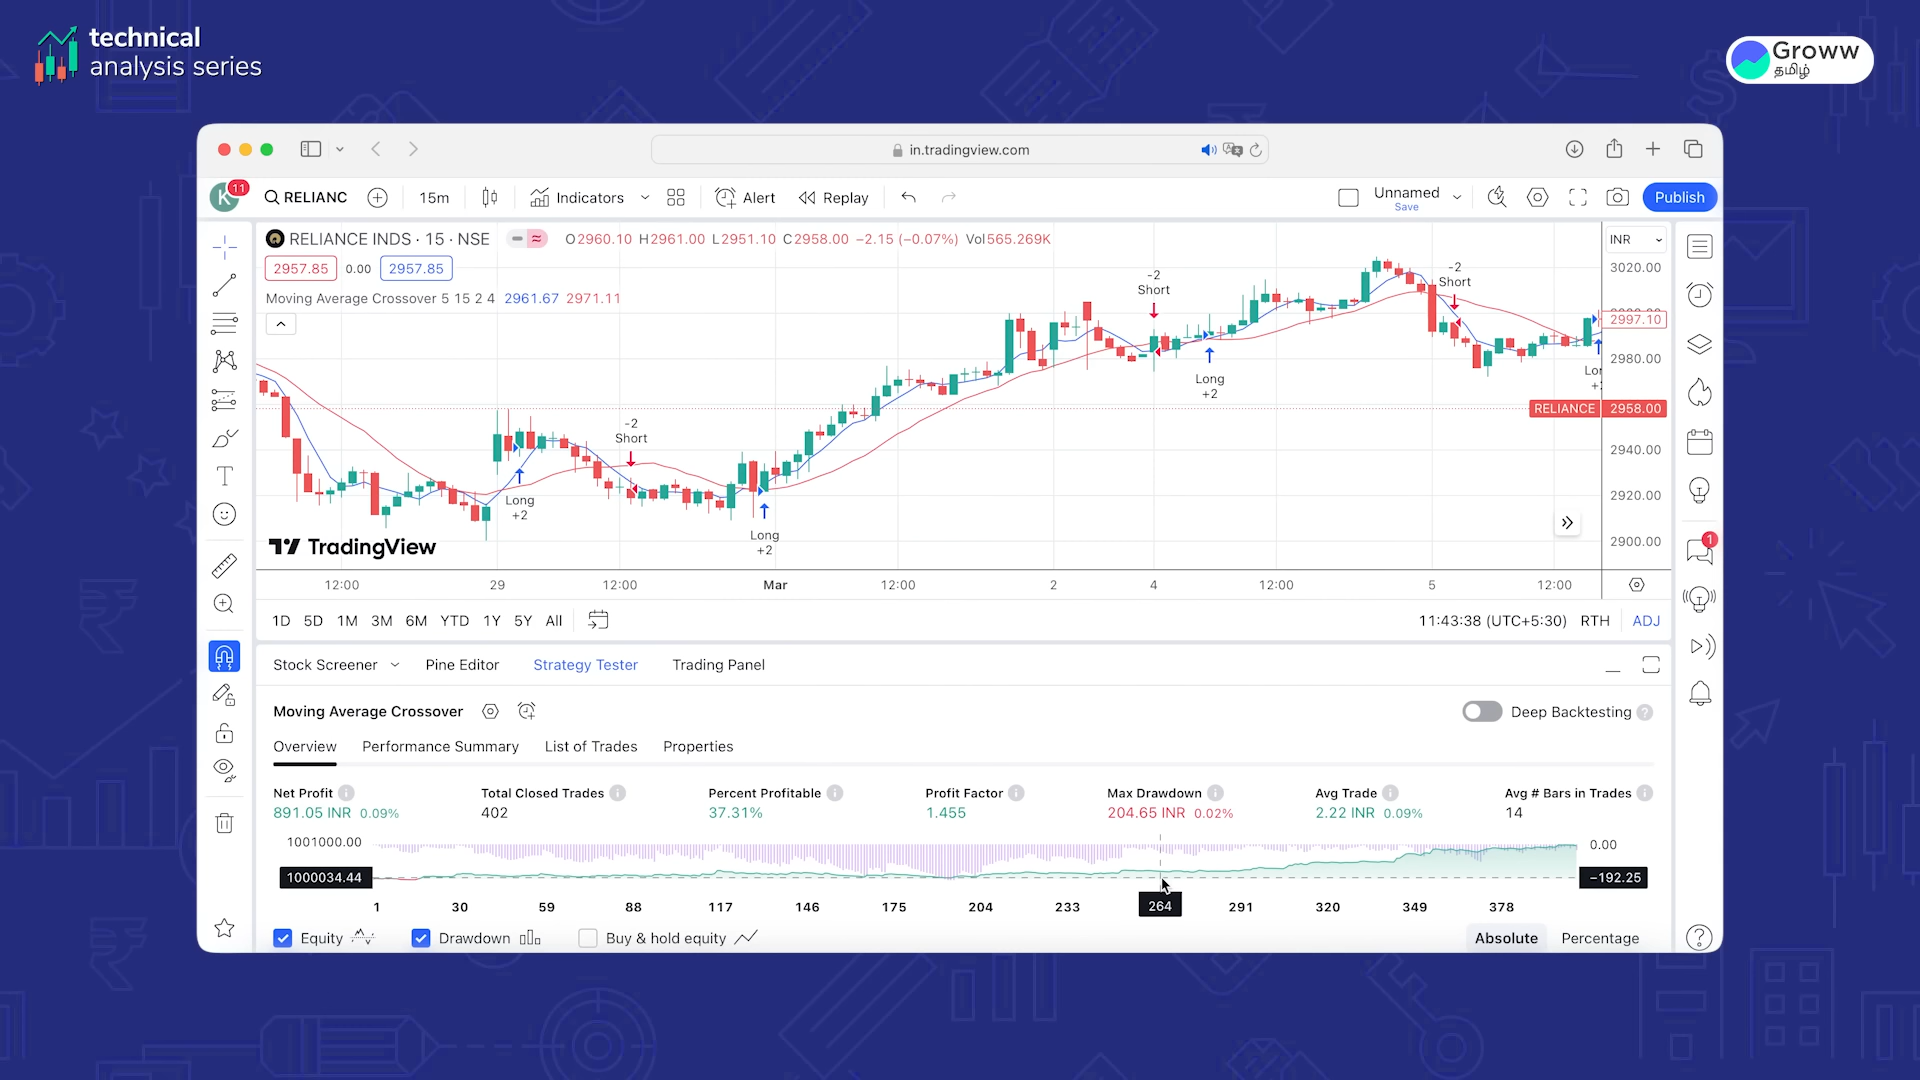 technical
analysis series
Groww
தமிழ்
in.tradingview.com
K
11
RELIANC
15m
Indicators
Alert
Replay
Unnamed
Save
Publish
RELIANCE INDS · 15 · NSE
O2960.10 H2961.00 L2951.10 C2958.00 −2.15 (−0.07%) Vol565.269K
INR
2957.85 0.00 2957.85
Moving Average Crossover 5 15 2 4 2961.67 2971.11
3020.00
2997.10
2980.00
RELIANCE 2958.00
2940.00
2920.00
2900.00
-2
Short
-2
Short
-2
Short
Long
+2
Long
+2
Long
+2
TradingView
12:00 29 12:00 Mar 12:00 2 4 12:00 5 12:00
1D 5D 1M 3M 6M YTD 1Y 5Y All
11:43:38 (UTC+5:30) RTH ADJ
1
Stock Screener Pine Editor Strategy Tester Trading Panel
Moving Average Crossover
Deep Backtesting
Overview Performance Summary List of Trades Properties
Net Profit Total Closed Trades Percent Profitable Profit Factor Max Drawdown Avg Trade Avg # Bars in Trades
891.05 INR 0.09% 402 37.31% 1.455 204.65 INR 0.02% 2.22 INR 0.09% 14
1001000.00
0.00
1000034.44
−192.25
1 30 59 88 117 146 175 204 233 264 291 320 349 378
Equity Drawdown Buy & hold equity
Absolute Percentage